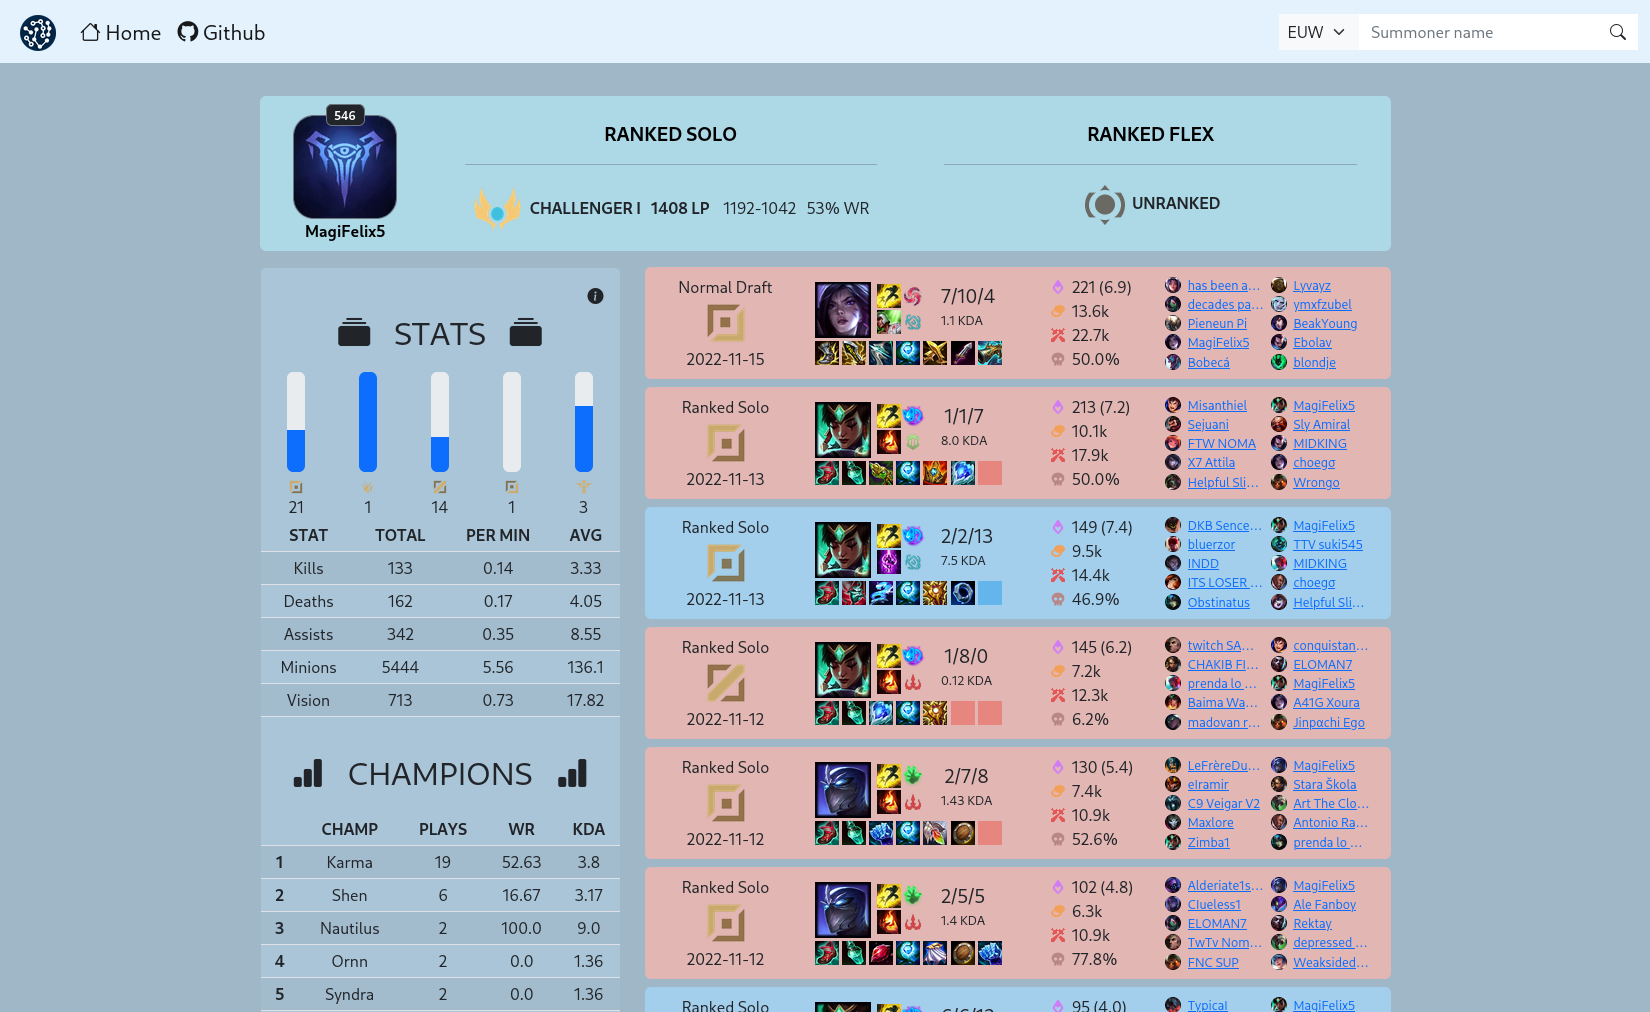 Home Github EUW Summoner name
546
MagiFelix5
RANKED SOLO
CHALLENGER I 1408 LP 1192-1042 53% WR
RANKED FLEX
UNRANKED
STATS
21 1 14 1 3
STAT TOTAL PER MIN AVG
Kills 133 0.14 3.33
Deaths 162 0.17 4.05
Assists 342 0.35 8.55
Minions 5444 5.56 136.1
Vision 713 0.73 17.82
CHAMPIONS
CHAMP PLAYS WR KDA
1 Karma 19 52.63 3.8
2 Shen 6 16.67 3.17
3 Nautilus 2 100.0 9.0
4 Ornn 2 0.0 1.36
5 Syndra 2 0.0 1.36
Normal Draft
2022-11-15
7/10/4
1.1 KDA
221 (6.9)
13.6k
22.7k
50.0%
has been a... Lyvayz
decades pa... ymxfzubel
Pieneun Pi BeakYoung
MagiFelix5 Ebolav
Bobecá blondje
Ranked Solo
2022-11-13
1/1/7
8.0 KDA
213 (7.2)
10.1k
17.9k
50.0%
Misanthiel MagiFelix5
Sejuani Sly Amiral
FTW NOMA MIDKING
X7 Attila choegσ
Helpful Sli... Wrongo
Ranked Solo
2022-11-13
2/2/13
7.5 KDA
149 (7.4)
9.5k
14.4k
46.9%
DKB Sence... MagiFelix5
bluerzor TTV suki545
INDD MIDKING
ITS LOSER ... choegσ
Obstinatus Helpful Sli...
Ranked Solo
2022-11-12
1/8/0
0.12 KDA
145 (6.2)
7.2k
12.3k
6.2%
twitch SA... conquistan...
CHAKIB FI... ELOMAN7
prenda lo ... MagiFelix5
Baima Wa... A41G Xoura
madovan r... Jinpαchi Ego
Ranked Solo
2022-11-12
2/7/8
1.43 KDA
130 (5.4)
7.4k
10.9k
52.6%
LeFrèreDu... MagiFelix5
eIramir Stara Škola
C9 Veigar V2 Art The Clo...
Maxlore Antonio Ra...
Zimba1 prenda lo ...
Ranked Solo
2022-11-12
2/5/5
1.4 KDA
102 (4.8)
6.3k
10.9k
77.8%
Alderiate1s... MagiFelix5
CIueless1 Ale Fanboy
ELOMAN7 Rektay
TwTv Nom... depressed ...
FNC SUP Weaksided...
Ranked Solo
95 (4.0)
Typical MagiFelix5